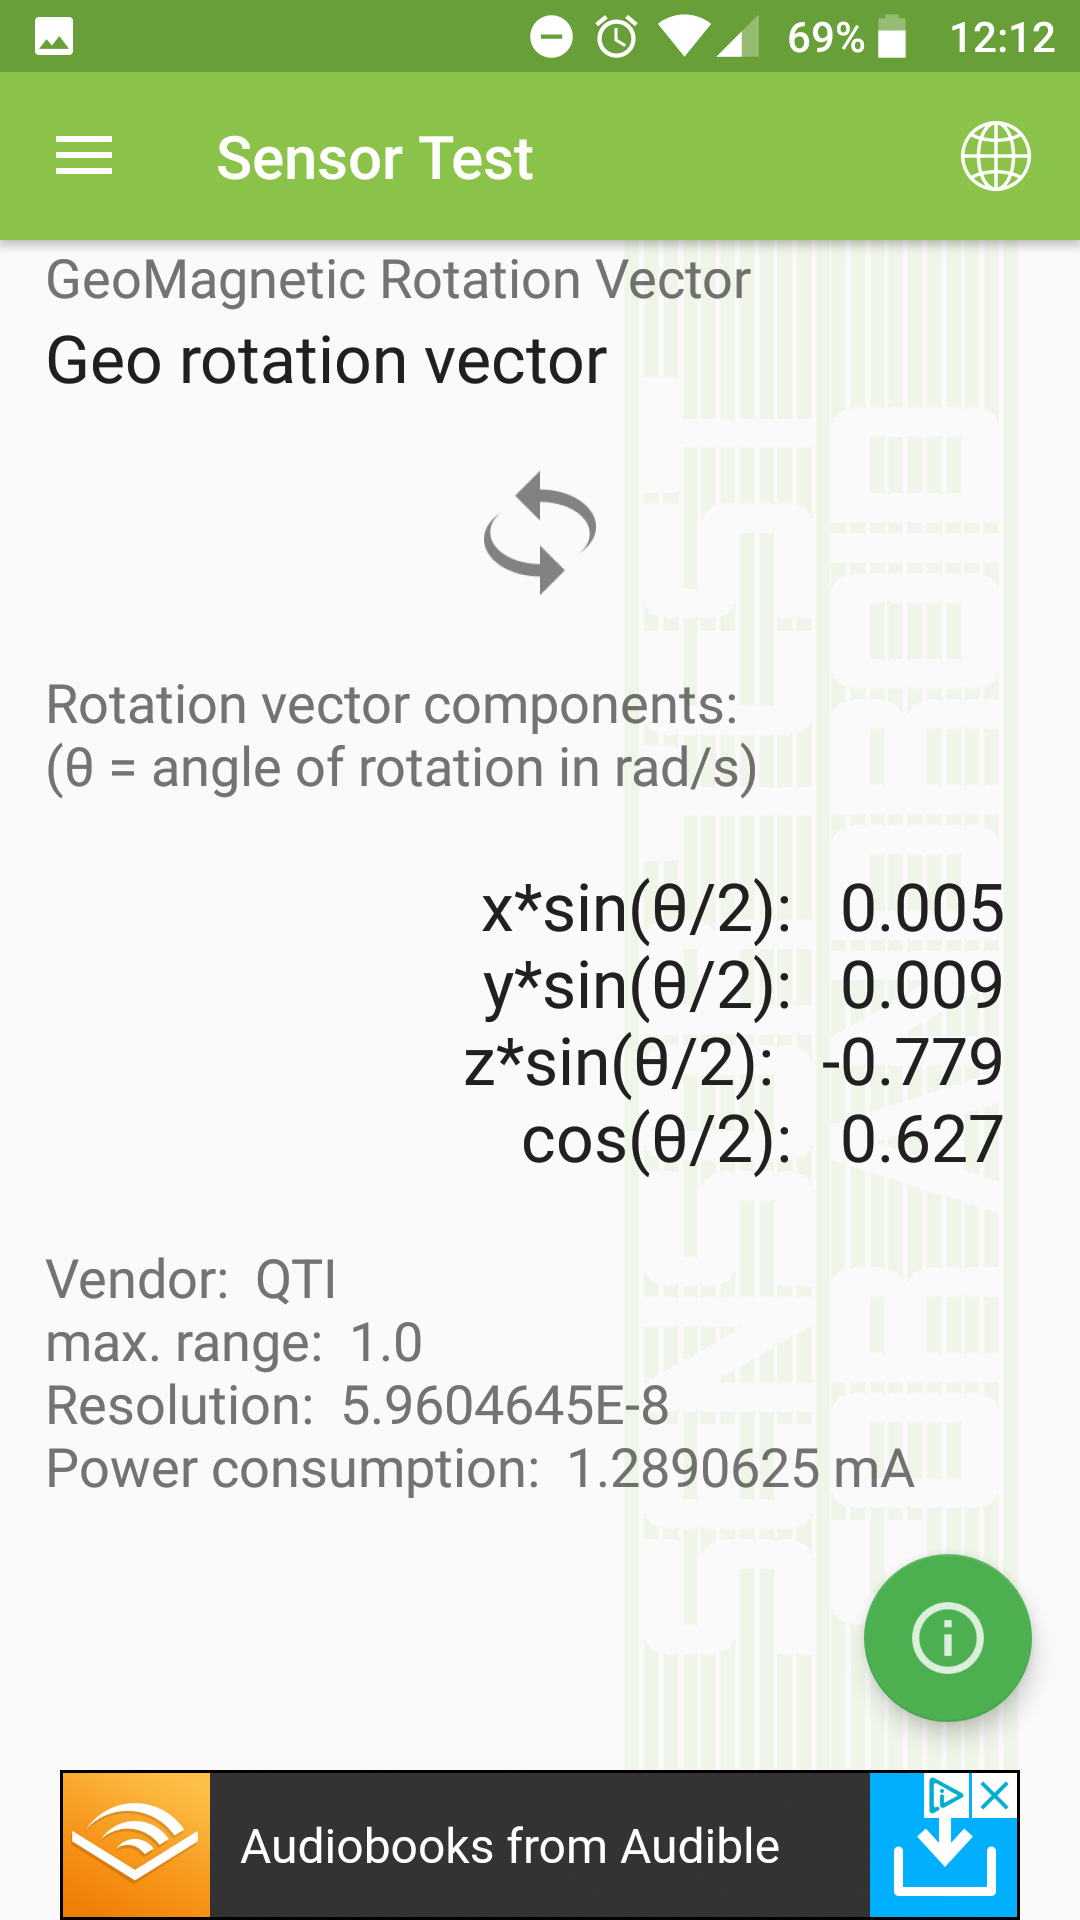 69% 12:12
Sensor Test
GeoMagnetic Rotation Vector
Geo rotation vector
Rotation vector components:
(θ = angle of rotation in rad/s)
x*sin(θ/2): 0.005
y*sin(θ/2): 0.009
z*sin(θ/2): -0.779
cos(θ/2): 0.627
Vendor: QTI
max. range: 1.0
Resolution: 5.9604645E-8
Power consumption: 1.2890625 mA
Audiobooks from Audible